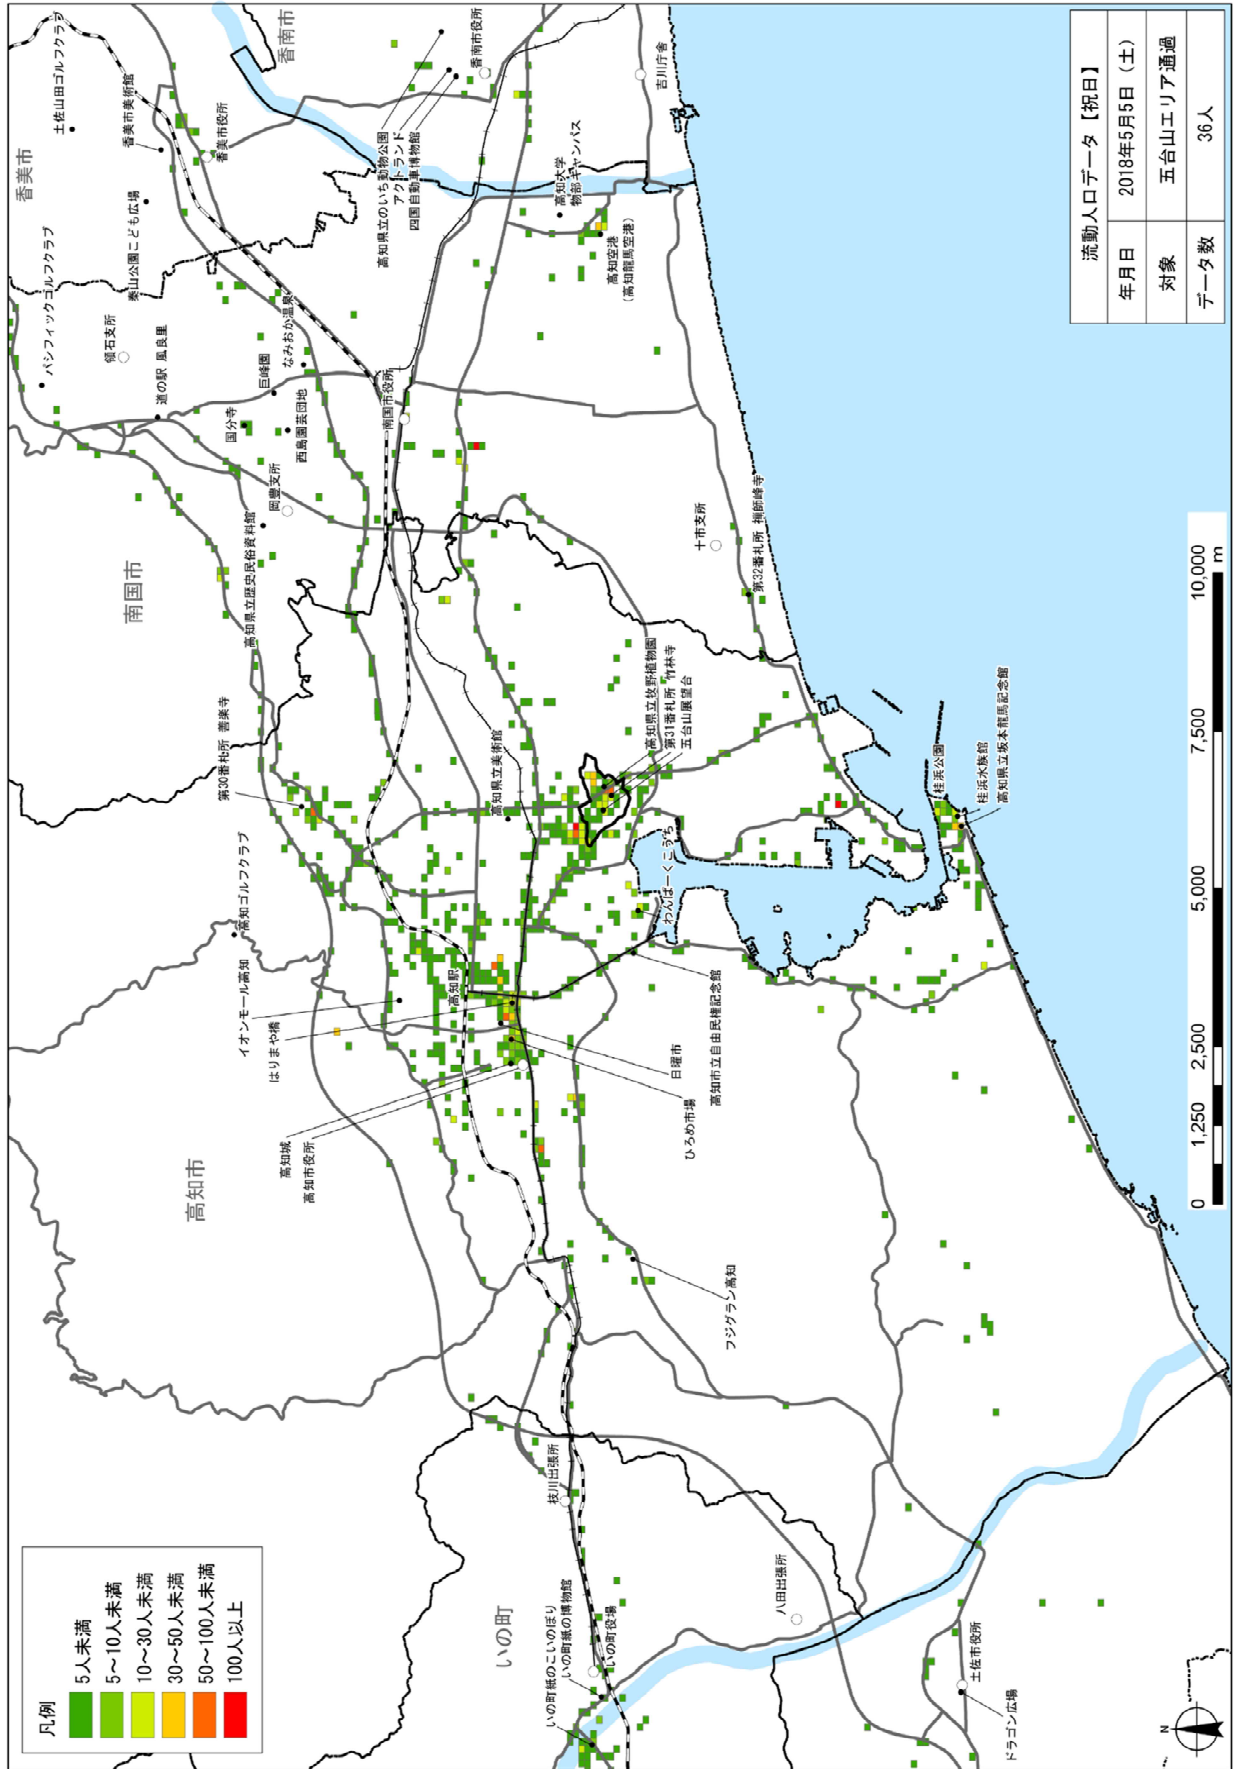 凡例
5人未満
5～10人未満
10～30人未満
30～50人未満
50～100人未満
100人以上
流動人口データ【祝日】
年月日 2018年5月5日（土）
対象 五台山エリア通過
データ数 36人
いの町
高知市
南国市
香美市
香南市
いの町紙のこいのぼり
いの町紙の博物館
いの町役場
枝川出張所
八田出張所
土佐市役所
ドラゴン広場
フジグラン高知
高知城
高知市役所
イオンモール高知
はりまや橋
高知ゴルフクラブ
高知駅
日曜市
ひろめ市場
高知市立自由民権記念館
わんぱーくこうち
第30番札所 善楽寺
高知県立美術館
高知県立牧野植物園
第31番札所 竹林寺
五台山展望台
桂浜公園
桂浜水族館
高知県立坂本龍馬記念館
高知県立歴史民俗資料館
岡豊支所
国分寺
西島園芸団地
巨峰園
なみおか温泉
道の駅 風良里
領石支所
パシフィックゴルフクラブ
秦山公園こども広場
香美市美術館
土佐山田ゴルフクラブ
香美市役所
南国市役所
十市支所
第32番札所 禅師峰寺
高知県立のいち動物公園
アクトランド
四国自動車博物館
香南市役所
高知大学
物部キャンパス
高知空港
（高知龍馬空港）
吉川庁舎
N
0 1,250 2,500 5,000 7,500 10,000
m